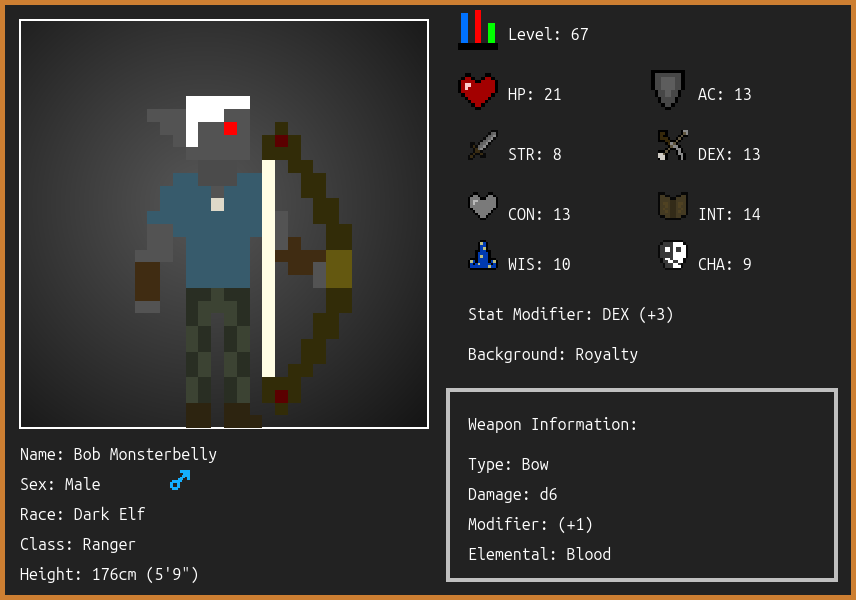 Level: 67
HP: 21
AC: 13
STR: 8
DEX: 13
CON: 13
INT: 14
WIS: 10
CHA: 9
Stat Modifier: DEX (+3)
Background: Royalty
Weapon Information:
Type: Bow
Damage: d6
Modifier: (+1)
Elemental: Blood
Name: Bob Monsterbelly
Sex: Male
Race: Dark Elf
Class: Ranger
Height: 176cm (5'9")